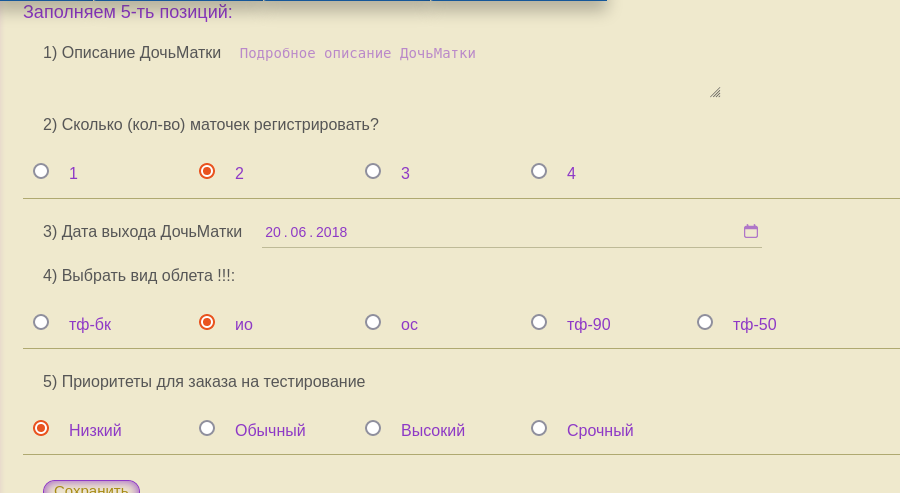 Заполняем 5-ть позиций:
1) Описание ДочьМатки Подробное описание ДочьМатки
2) Сколько (кол-во) маточек регистрировать?
1 2 3 4
3) Дата выхода ДочьМатки 20.06.2018
4) Выбрать вид облета !!!:
тф-бк ио ос тф-90 тф-50
5) Приоритеты для заказа на тестирование
Низкий Обычный Высокий Срочный
Сохранить